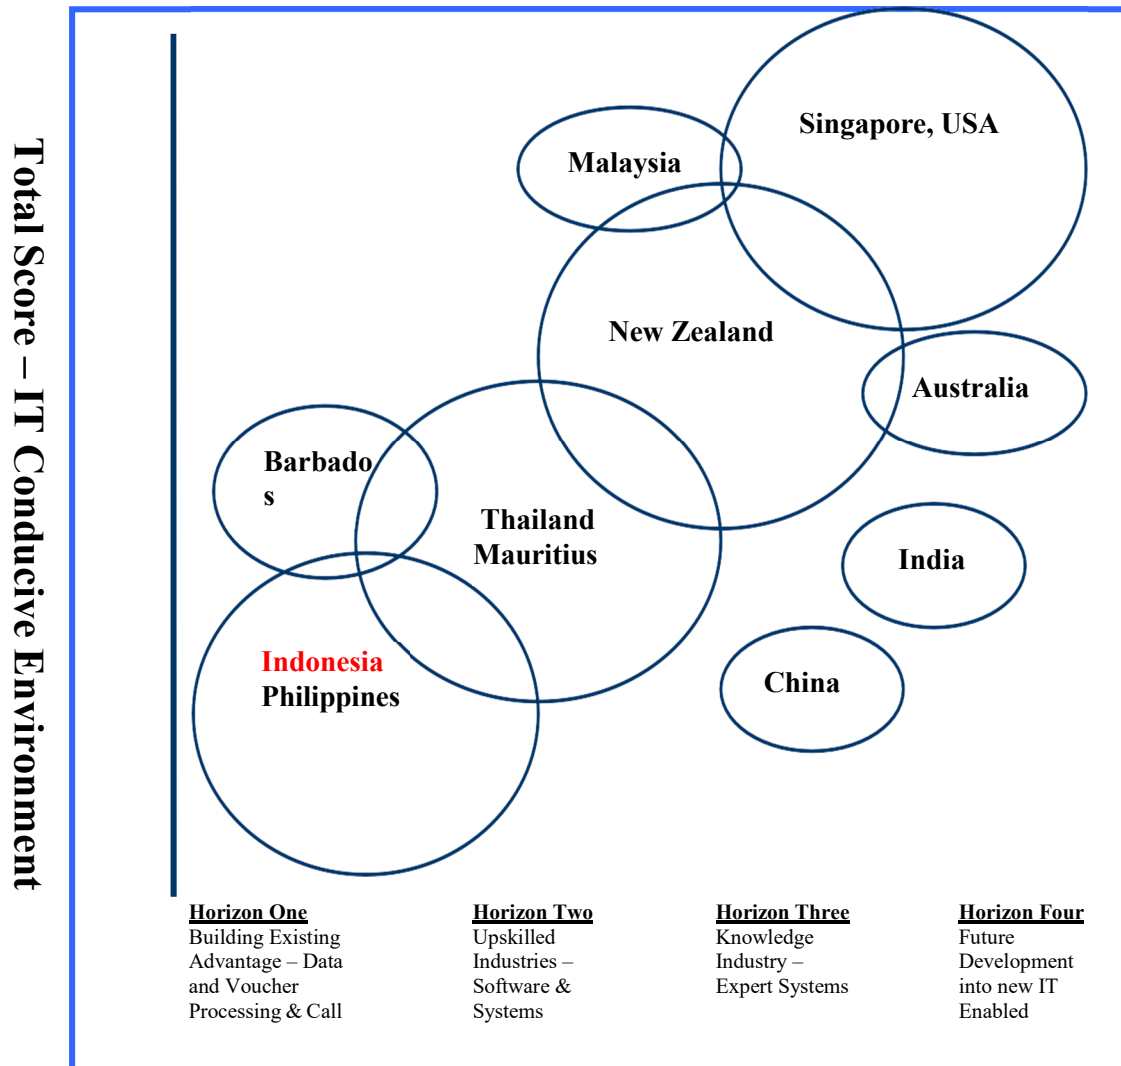 Total Score – IT Conducive Environment
Singapore, USA
Malaysia
New Zealand
Australia
Barbado
s
Thailand
Mauritius
India
Indonesia
Philippines
China
Horizon One
Building Existing
Advantage – Data
and Voucher
Processing & Call
Horizon Two
Upskilled
Industries –
Software &
Systems
Horizon Three
Knowledge
Industry –
Expert Systems
Horizon Four
Future
Development
into new IT
Enabled